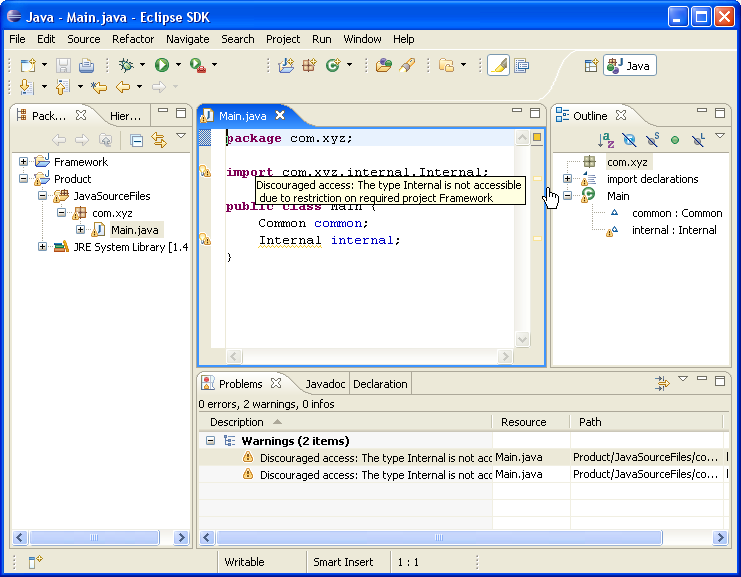 Java - Main.java - Eclipse SDK
File Edit Source Refactor Navigate Search Project Run Window Help
Java
Pack...
Hier...
Framework
Product
JavaSourceFiles
com.xyz
Main.java
JRE System Library [1.4
Main.java
package com.xyz;
import com.xyz.internal.Internal;
Discouraged access: The type Internal is not accessible
due to restriction on required project Framework
public class Main {
Common common;
Internal internal;
}
Outline
com.xyz
import declarations
Main
common : Common
internal : Internal
Problems Javadoc Declaration
0 errors, 2 warnings, 0 infos
Description Resource Path
Warnings (2 items)
Discouraged access: The type Internal is not acc Main.java Product/JavaSourceFiles/co...
Discouraged access: The type Internal is not acc Main.java Product/JavaSourceFiles/co...
Writable Smart Insert 1 : 1